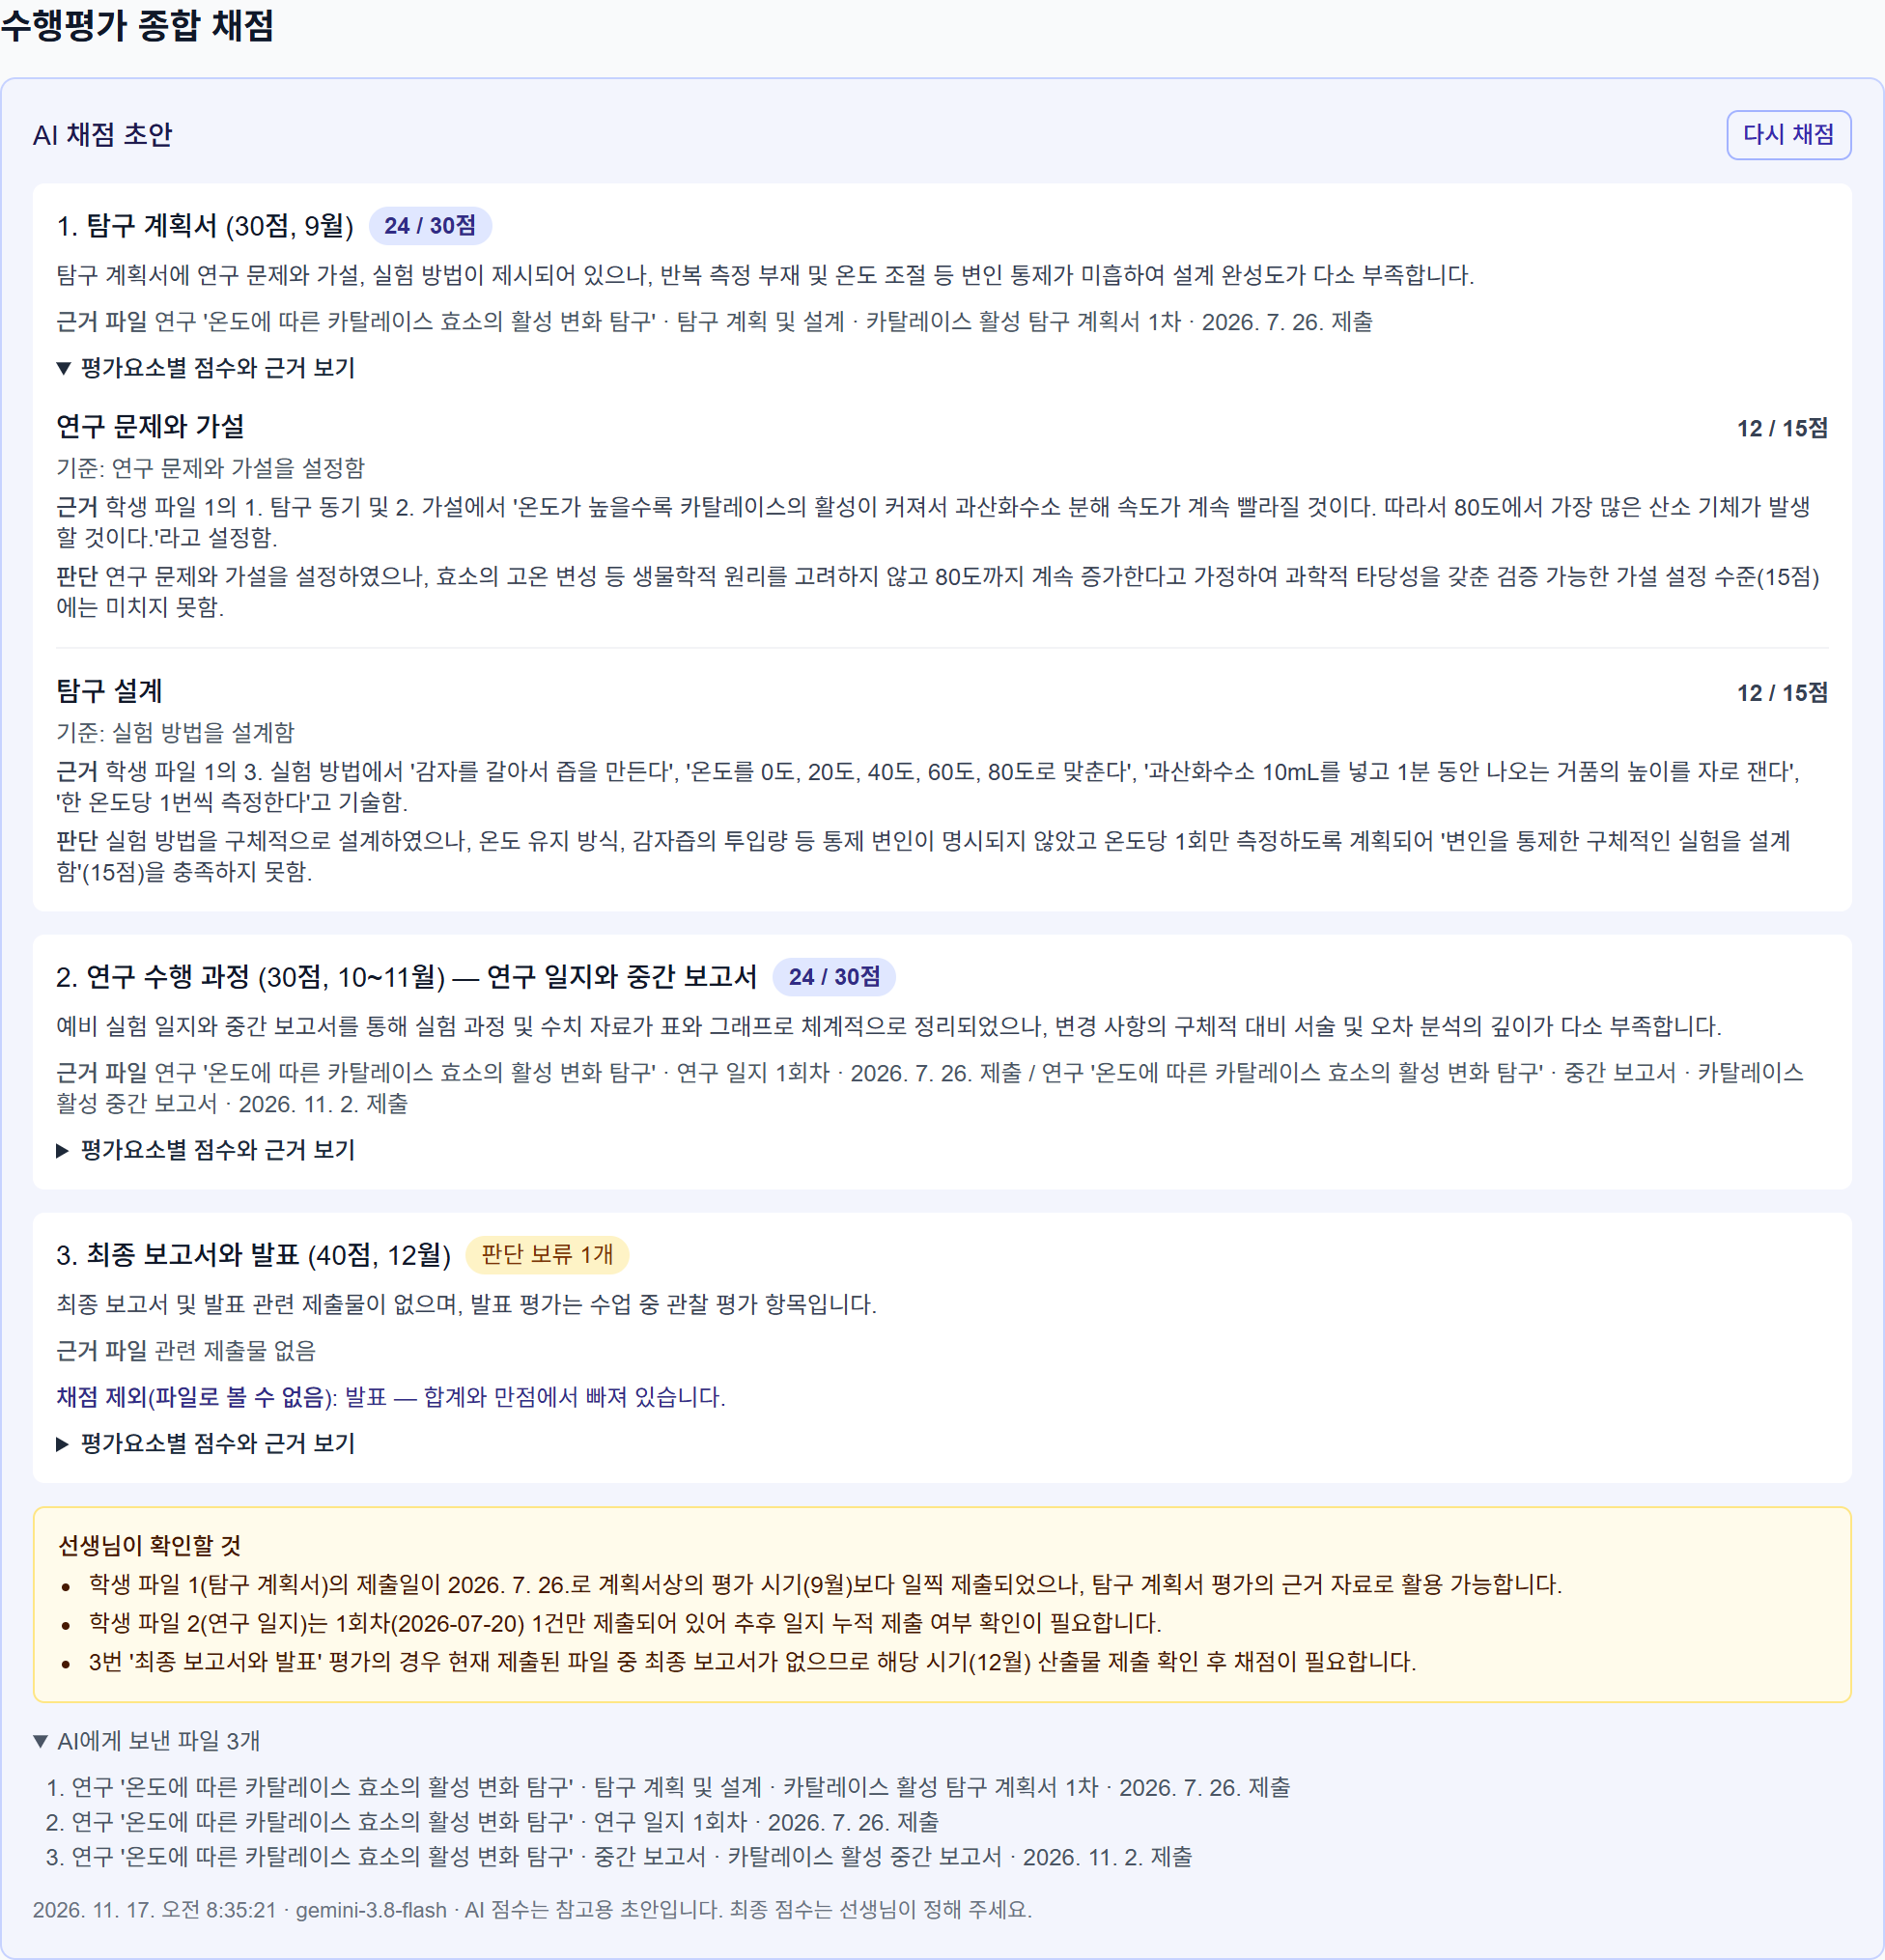 수행평가 종합 채점
AI 채점 초안
다시 채점
1. 탐구 계획서 (30점, 9월) 24 / 30점
탐구 계획서에 연구 문제와 가설, 실험 방법이 제시되어 있으나, 반복 측정 부재 및 온도 조절 등 변인 통제가 미흡하여 설계 완성도가 다소 부족합니다.
근거 파일 연구 '온도에 따른 카탈레이스 효소의 활성 변화 탐구' · 탐구 계획 및 설계 · 카탈레이스 활성 탐구 계획서 1차 · 2026. 7. 26. 제출
▼ 평가요소별 점수와 근거 보기
연구 문제와 가설 12 / 15점
기준: 연구 문제와 가설을 설정함
근거 학생 파일 1의 1. 탐구 동기 및 2. 가설에서 '온도가 높을수록 카탈레이스의 활성이 커져서 과산화수소 분해 속도가 계속 빨라질 것이다. 따라서 80도에서 가장 많은 산소 기체가 발생
할 것이다.'라고 설정함.
판단 연구 문제와 가설을 설정하였으나, 효소의 고온 변성 등 생물학적 원리를 고려하지 않고 80도까지 계속 증가한다고 가정하여 과학적 타당성을 갖춘 검증 가능한 가설 설정 수준(15점)
에는 미치지 못함.
탐구 설계 12 / 15점
기준: 실험 방법을 설계함
근거 학생 파일 1의 3. 실험 방법에서 '감자를 갈아서 즙을 만든다', '온도를 0도, 20도, 40도, 60도, 80도로 맞춘다', '과산화수소 10mL를 넣고 1분 동안 나오는 거품의 높이를 자로 잰다',
'한 온도당 1번씩 측정한다'고 기술함.
판단 실험 방법을 구체적으로 설계하였으나, 온도 유지 방식, 감자즙의 투입량 등 통제 변인이 명시되지 않았고 온도당 1회만 측정하도록 계획되어 '변인을 통제한 구체적인 실험을 설계
함'(15점)을 충족하지 못함.
2. 연구 수행 과정 (30점, 10~11월) — 연구 일지와 중간 보고서 24 / 30점
예비 실험 일지와 중간 보고서를 통해 실험 과정 및 수치 자료가 표와 그래프로 체계적으로 정리되었으나, 변경 사항의 구체적 대비 서술 및 오차 분석의 깊이가 다소 부족합니다.
근거 파일 연구 '온도에 따른 카탈레이스 효소의 활성 변화 탐구' · 연구 일지 1회차 · 2026. 7. 26. 제출 / 연구 '온도에 따른 카탈레이스 효소의 활성 변화 탐구' · 중간 보고서 · 카탈레이스
활성 중간 보고서 · 2026. 11. 2. 제출
▶ 평가요소별 점수와 근거 보기
3. 최종 보고서와 발표 (40점, 12월) 판단 보류 1개
최종 보고서 및 발표 관련 제출물이 없으며, 발표 평가는 수업 중 관찰 평가 항목입니다.
근거 파일 관련 제출물 없음
채점 제외(파일로 볼 수 없음): 발표 — 합계와 만점에서 빠져 있습니다.
▶ 평가요소별 점수와 근거 보기
선생님이 확인할 것
• 학생 파일 1(탐구 계획서)의 제출일이 2026. 7. 26.로 계획서상의 평가 시기(9월)보다 일찍 제출되었으나, 탐구 계획서 평가의 근거 자료로 활용 가능합니다.
• 학생 파일 2(연구 일지)는 1회차(2026-07-20) 1건만 제출되어 있어 추후 일지 누적 제출 여부 확인이 필요합니다.
• 3번 '최종 보고서와 발표' 평가의 경우 현재 제출된 파일 중 최종 보고서가 없으므로 해당 시기(12월) 산출물 제출 확인 후 채점이 필요합니다.
▼ AI에게 보낸 파일 3개
1. 연구 '온도에 따른 카탈레이스 효소의 활성 변화 탐구' · 탐구 계획 및 설계 · 카탈레이스 활성 탐구 계획서 1차 · 2026. 7. 26. 제출
2. 연구 '온도에 따른 카탈레이스 효소의 활성 변화 탐구' · 연구 일지 1회차 · 2026. 7. 26. 제출
3. 연구 '온도에 따른 카탈레이스 효소의 활성 변화 탐구' · 중간 보고서 · 카탈레이스 활성 중간 보고서 · 2026. 11. 2. 제출
2026. 11. 17. 오전 8:35:21 · gemini-3.8-flash · AI 점수는 참고용 초안입니다. 최종 점수는 선생님이 정해 주세요.